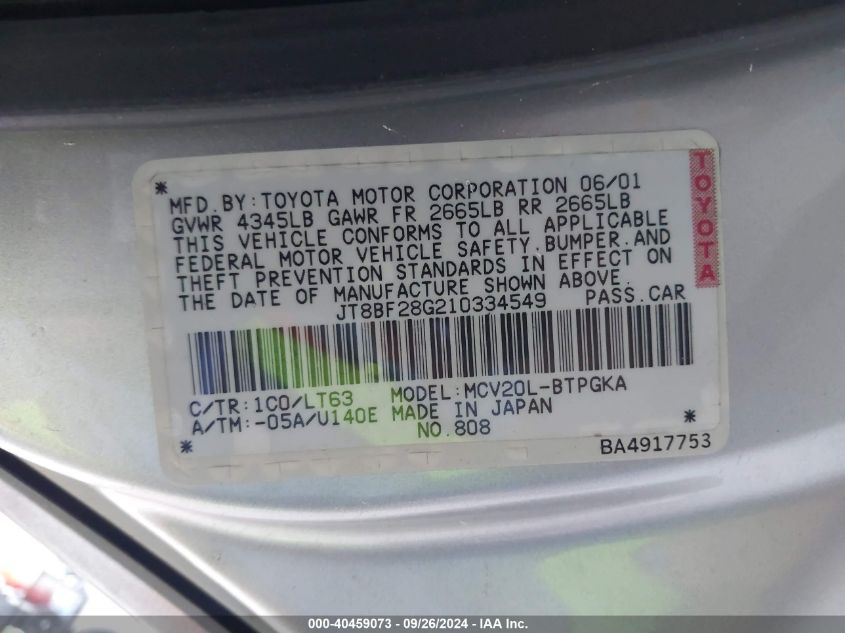 MFD.BY:TOYOTA MOTOR CORPORATION 06/01
GVWR 4345LB GAWR FR 2665LB RR 2665LB
THIS VEHICLE CONFORMS TO ALL APPLICABLE
FEDERAL MOTOR VEHICLE SAFETY.BUMPER.AND
THEFT PREVENTION STANDARDS IN EFFECT ON
THE DATE OF MANUFACTURE SHOWN ABOVE.
JT8BF28G210334549 PASS.CAR
TOYOTA
C/TR:1C0/LT63 MODEL:MCV20L-BTPGKA
A/TM:-05A/U140E MADE IN JAPAN
NO.808
BA4917753
000-40459073 - 09/26/2024 - IAA Inc.